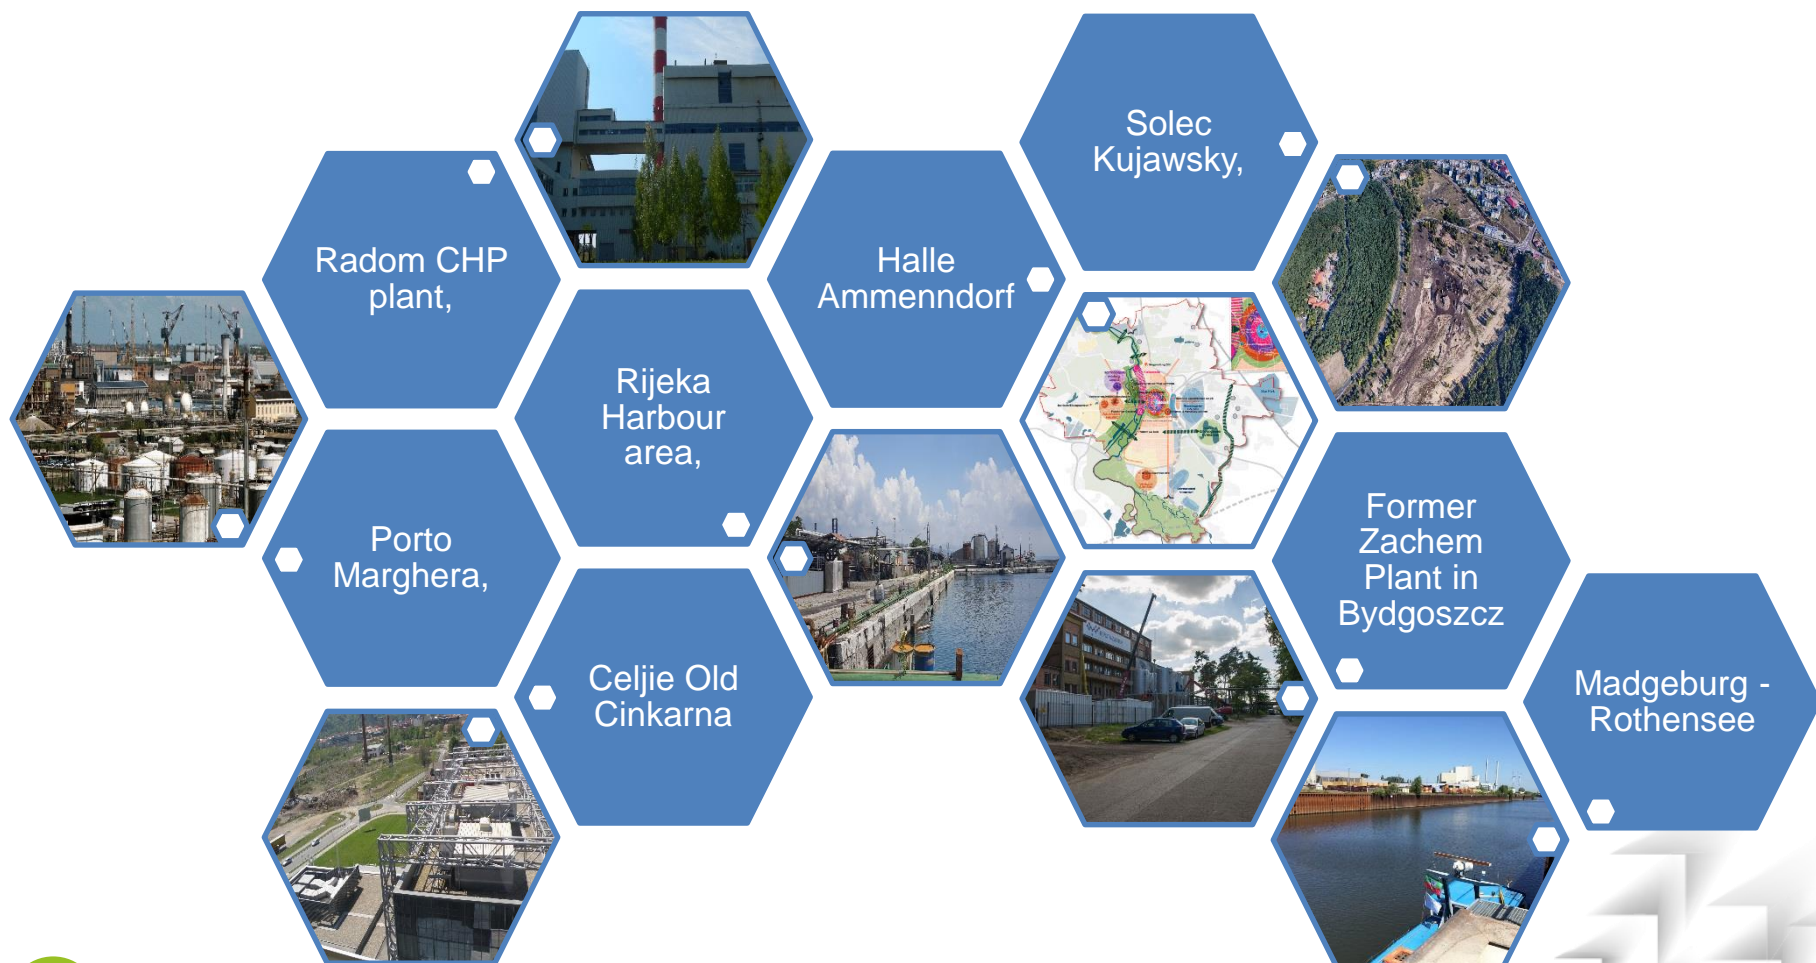 Solec
Kujawsky,
Radom CHP
plant,
Halle
Ammenndorf
Rijeka
Harbour
area,
Porto
Marghera,
Former
Zachem
Plant in
Bydgoszcz
Celjie Old
Cinkarna
Madgeburg -
Rothensee